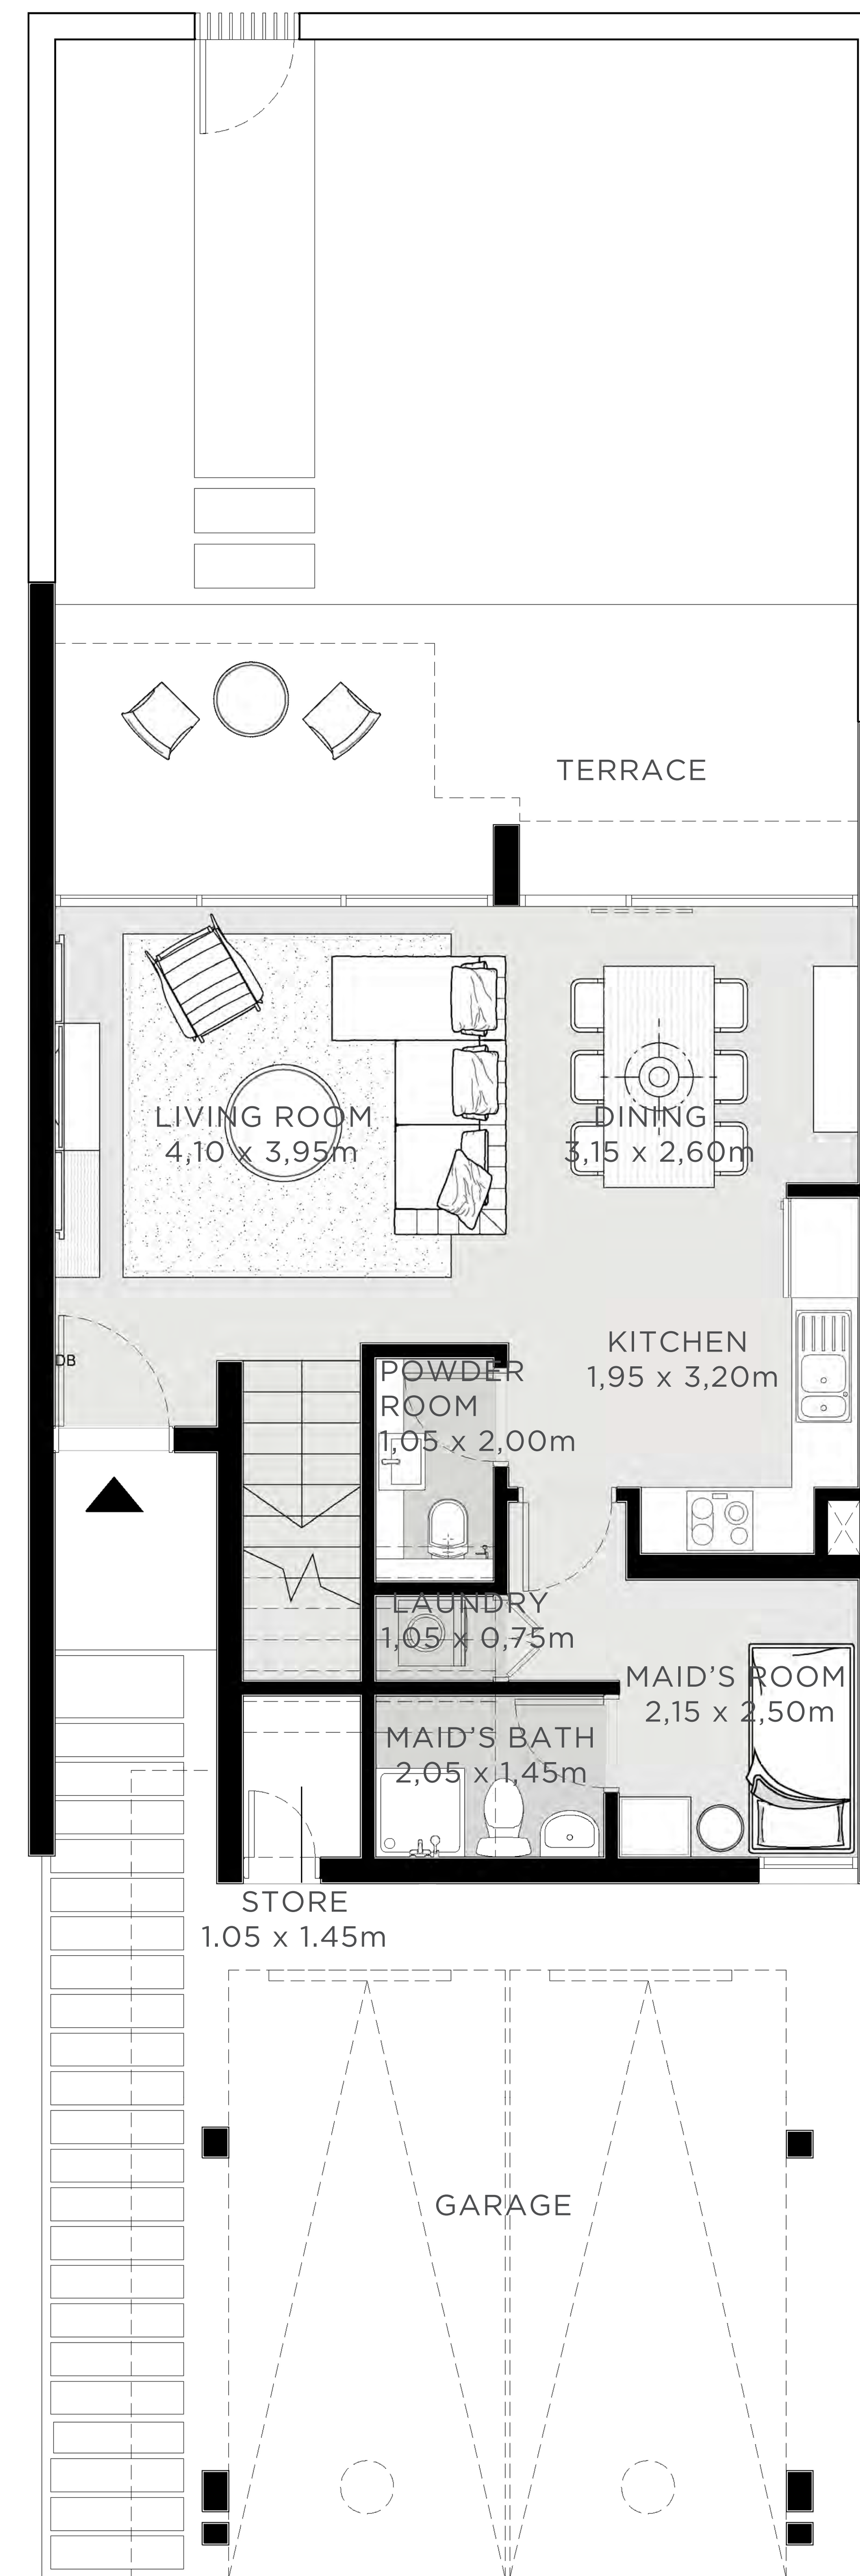 TERRACE
LIVING ROOM
4,10 x 3,95m
DINING
3,15 x 2,60m
KITCHEN
1,95 x 3,20m
DB
POWDER
ROOM
1,05 x 2,00m
LAUNDRY
1,05 x 0,75m
MAID'S ROOM
2,15 x 2,50m
MAID'S BATH
2,05 x 1,45m
STORE
1.05 x 1.45m
GARAGE